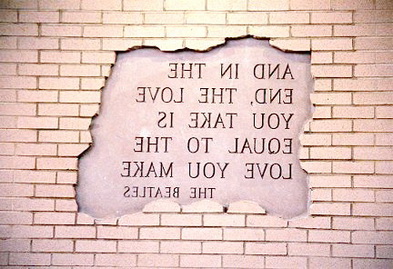 AND IN THE
END, THE LOVE
YOU TAKE IS
EQUAL TO THE
LOVE YOU MAKE
THE BEATLES